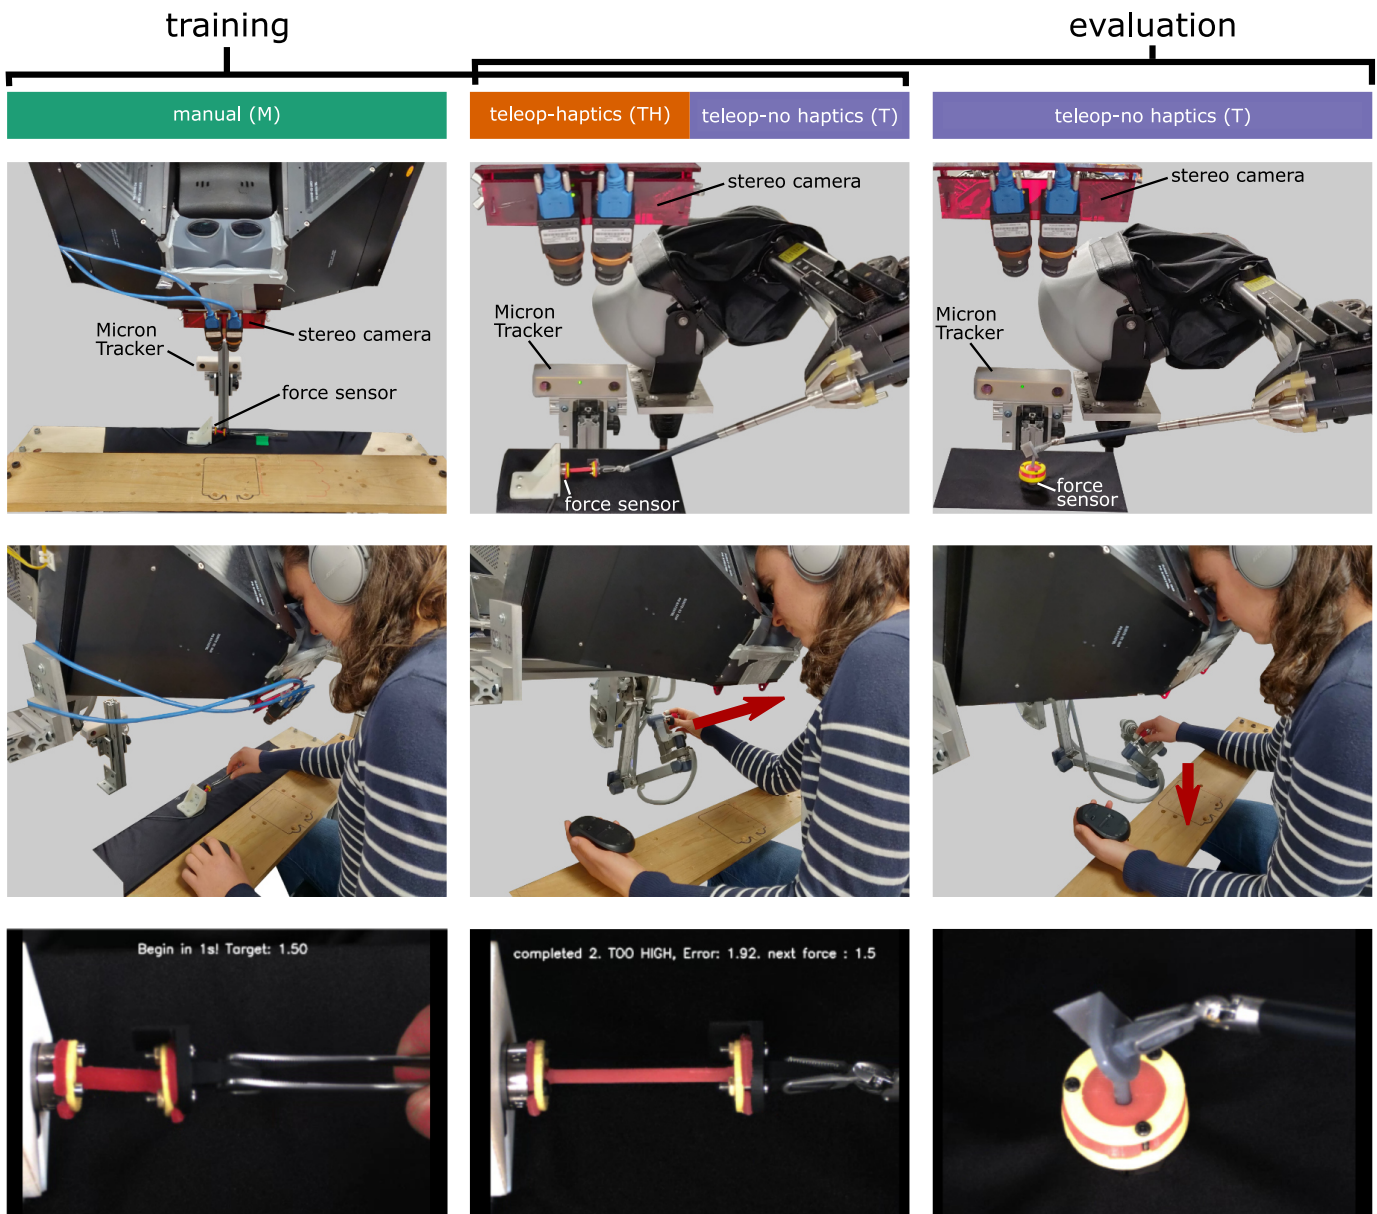 training
evaluation
manual (M)
teleop-haptics (TH)
teleop-no haptics (T)
teleop-no haptics (T)
stereo camera
Micron
Tracker
force sensor
stereo camera
Micron
Tracker
force sensor
stereo camera
Micron
Tracker
force
sensor
Begin in 1s! Target: 1.50
completed 2. TOO HIGH, Error: 1.92. next force : 1.5